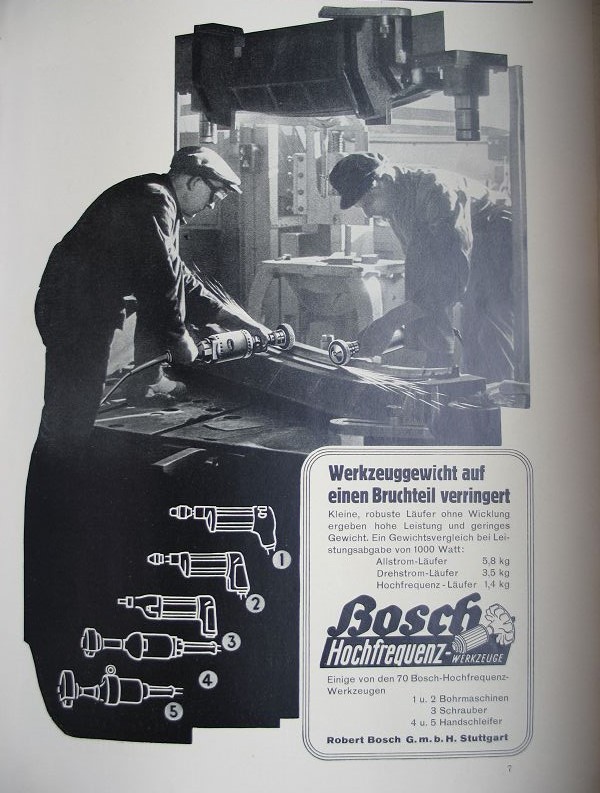 Werkzeuggewicht auf
einen Bruchteil verringert
Kleine, robuste Läufer ohne Wicklung
ergeben hohe Leistung und geringes
Gewicht. Ein Gewichtsvergleich bei Lei-
stungsabgabe von 1000 Watt:
Allstrom-Läufer 5,8 kg
Drehstrom-Läufer 3,5 kg
Hochfrequenz-Läufer 1,4 kg
Bosch
Hochfrequenz-WERKZEUGE
Einige von den 70 Bosch-Hochfrequenz-
Werkzeugen
1 u. 2 Bohrmaschinen
3 Schrauber
4 u. 5 Handschleifer
Robert Bosch G.m.b.H. Stuttgart
1
2
3
4
5
7